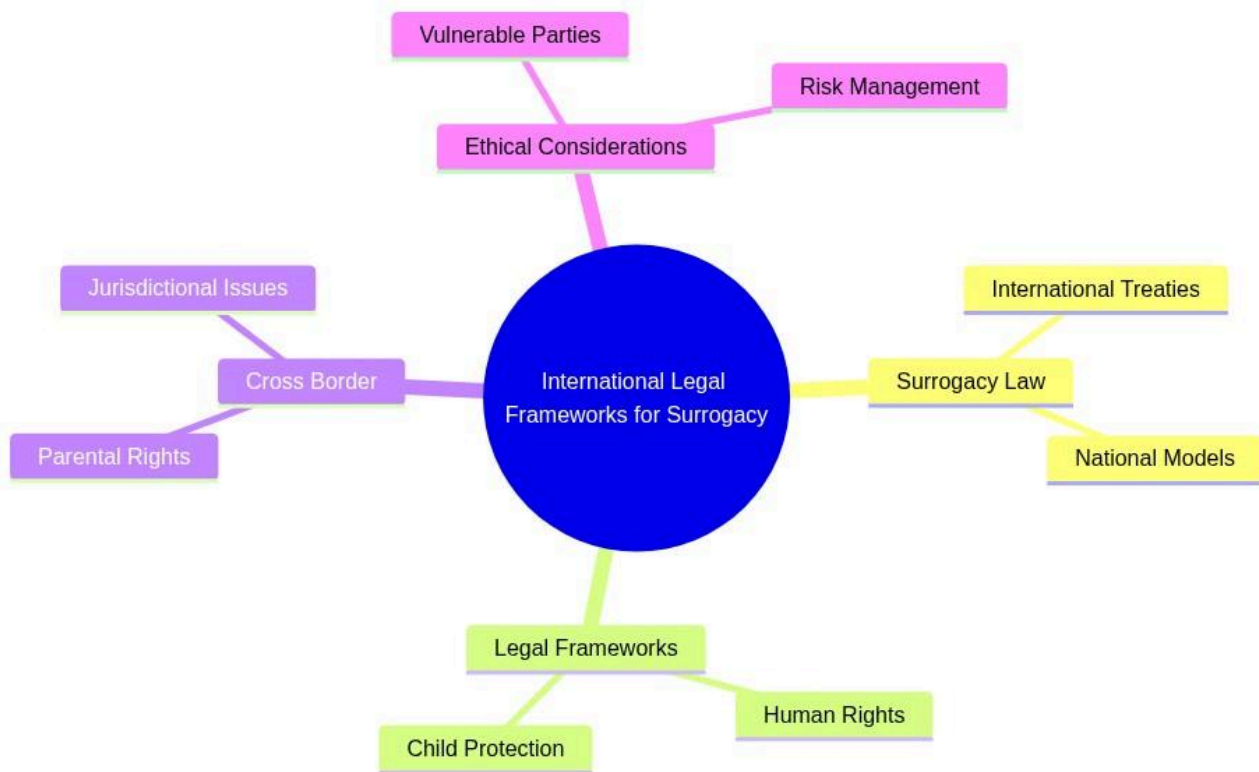 Vulnerable Parties
Risk Management
Ethical Considerations
Jurisdictional Issues
International Treaties
Cross Border
International Legal
Frameworks for Surrogacy
Surrogacy Law
Parental Rights
National Models
Legal Frameworks
Human Rights
Child Protection